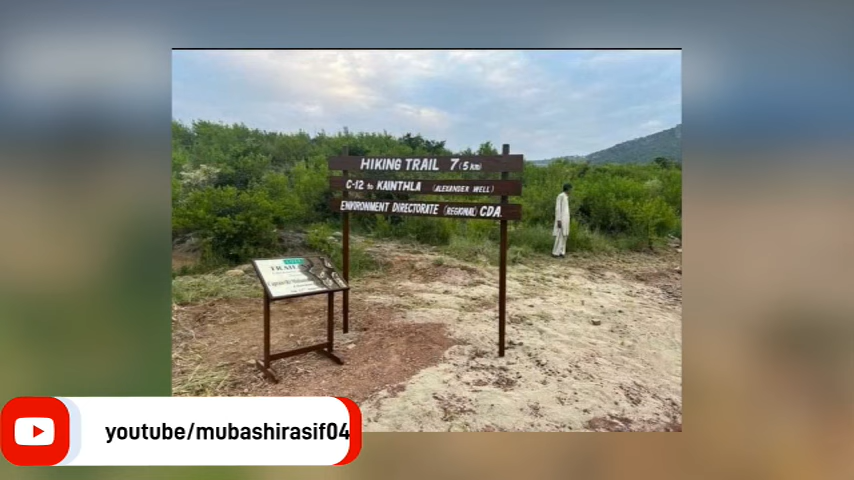 HIKING TRAIL 7 (5 km)
C-12 to KAINTHLA (ALEXANDER WELL)
ENVIRONMENT DIRECTORATE (REGIONAL) CDA.
TRAIL
youtube/mubashirasif04